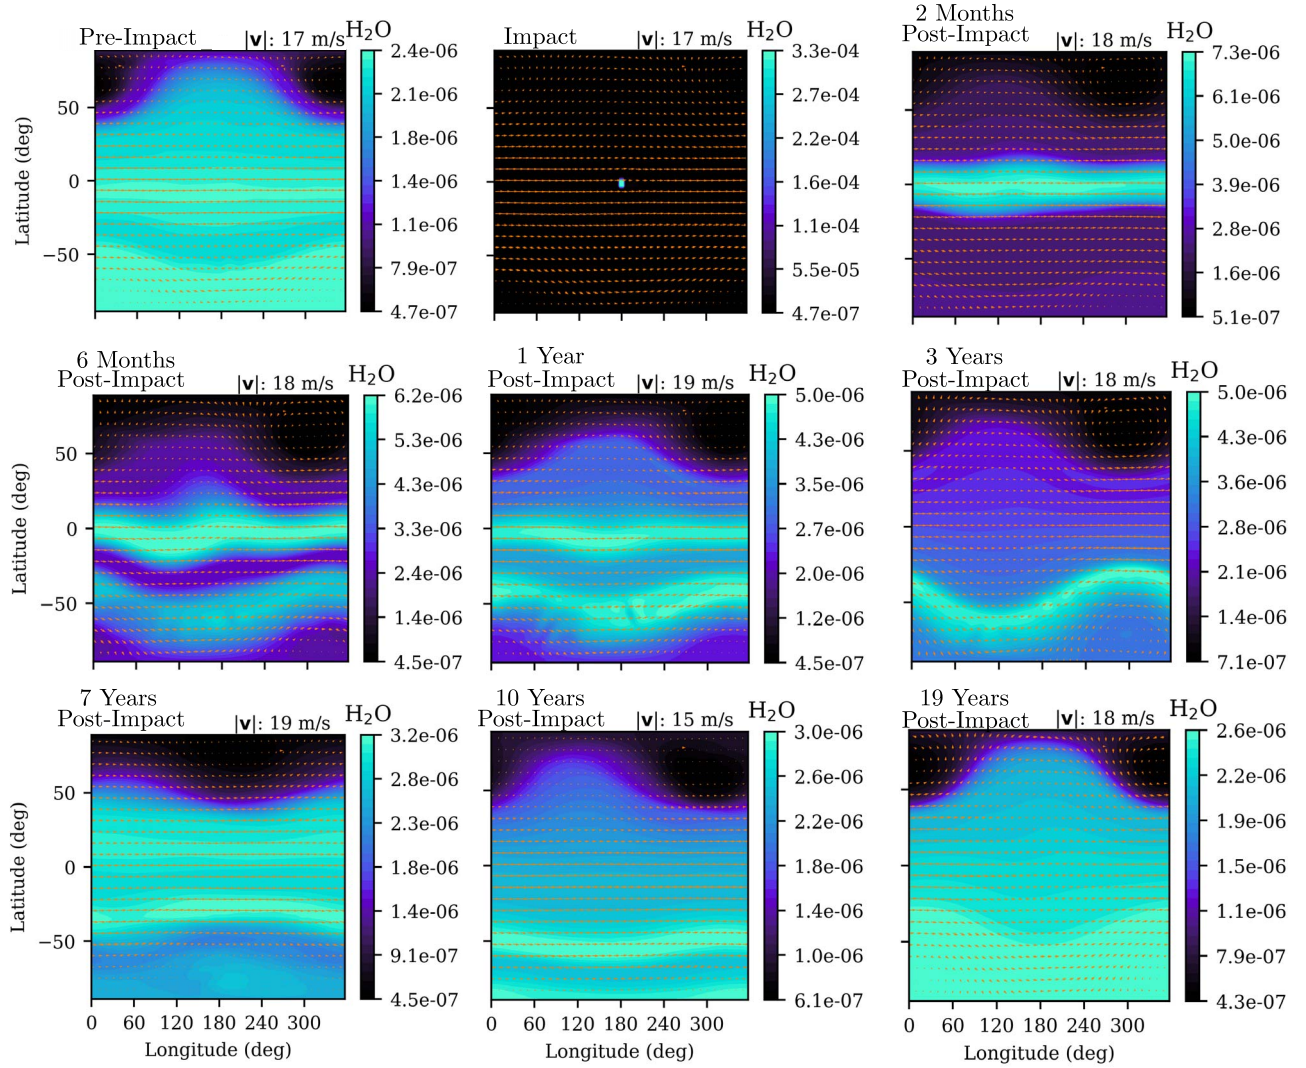 Pre-Impact |v|: 17 m/s H2O
Latitude (deg)
50
0
−50
2.4e-06
2.1e-06
1.8e-06
1.4e-06
1.1e-06
7.9e-07
4.7e-07
Impact |v|: 17 m/s H2O
3.3e-04
2.7e-04
2.2e-04
1.6e-04
1.1e-04
5.5e-05
4.7e-07
2 Months
Post-Impact |v|: 18 m/s H2O
7.3e-06
6.1e-06
5.0e-06
3.9e-06
2.8e-06
1.6e-06
5.1e-07
6 Months
Post-Impact |v|: 18 m/s H2O
Latitude (deg)
50
0
−50
6.2e-06
5.3e-06
4.3e-06
3.3e-06
2.4e-06
1.4e-06
4.5e-07
1 Year
Post-Impact |v|: 19 m/s H2O
5.0e-06
4.3e-06
3.5e-06
2.7e-06
2.0e-06
1.2e-06
4.5e-07
3 Years
Post-Impact |v|: 18 m/s H2O
5.0e-06
4.3e-06
3.6e-06
2.8e-06
2.1e-06
1.4e-06
7.1e-07
7 Years
Post-Impact |v|: 19 m/s H2O
Latitude (deg)
50
0
−50
3.2e-06
2.8e-06
2.3e-06
1.8e-06
1.4e-06
9.1e-07
4.5e-07
0 60 120 180 240 300
Longitude (deg)
10 Years
Post-Impact |v|: 15 m/s H2O
3.0e-06
2.6e-06
2.2e-06
1.8e-06
1.4e-06
1.0e-06
6.1e-07
0 60 120 180 240 300
Longitude (deg)
19 Years
Post-Impact |v|: 18 m/s H2O
2.6e-06
2.2e-06
1.9e-06
1.5e-06
1.1e-06
7.9e-07
4.3e-07
0 60 120 180 240 300
Longitude (deg)